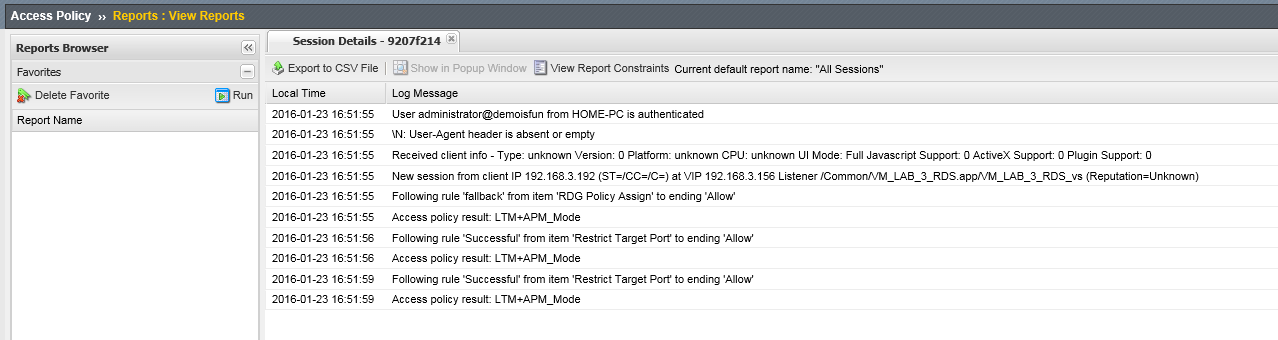 Access Policy ›› Reports : View Reports
Reports Browser
Favorites
Delete Favorite Run
Report Name
Session Details - 9207f214
Export to CSV File Show in Popup Window View Report Constraints Current default report name: "All Sessions"
Local Time Log Message
2016-01-23 16:51:55 User administrator@demoisfun from HOME-PC is authenticated
2016-01-23 16:51:55 \N: User-Agent header is absent or empty
2016-01-23 16:51:55 Received client info - Type: unknown Version: 0 Platform: unknown CPU: unknown UI Mode: Full Javascript Support: 0 ActiveX Support: 0 Plugin Support: 0
2016-01-23 16:51:55 New session from client IP 192.168.3.192 (ST=/CC=/C=) at VIP 192.168.3.156 Listener /Common/VM_LAB_3_RDS.app/VM_LAB_3_RDS_vs (Reputation=Unknown)
2016-01-23 16:51:55 Following rule 'fallback' from item 'RDG Policy Assign' to ending 'Allow'
2016-01-23 16:51:55 Access policy result: LTM+APM_Mode
2016-01-23 16:51:56 Following rule 'Successful' from item 'Restrict Target Port' to ending 'Allow'
2016-01-23 16:51:56 Access policy result: LTM+APM_Mode
2016-01-23 16:51:59 Following rule 'Successful' from item 'Restrict Target Port' to ending 'Allow'
2016-01-23 16:51:59 Access policy result: LTM+APM_Mode